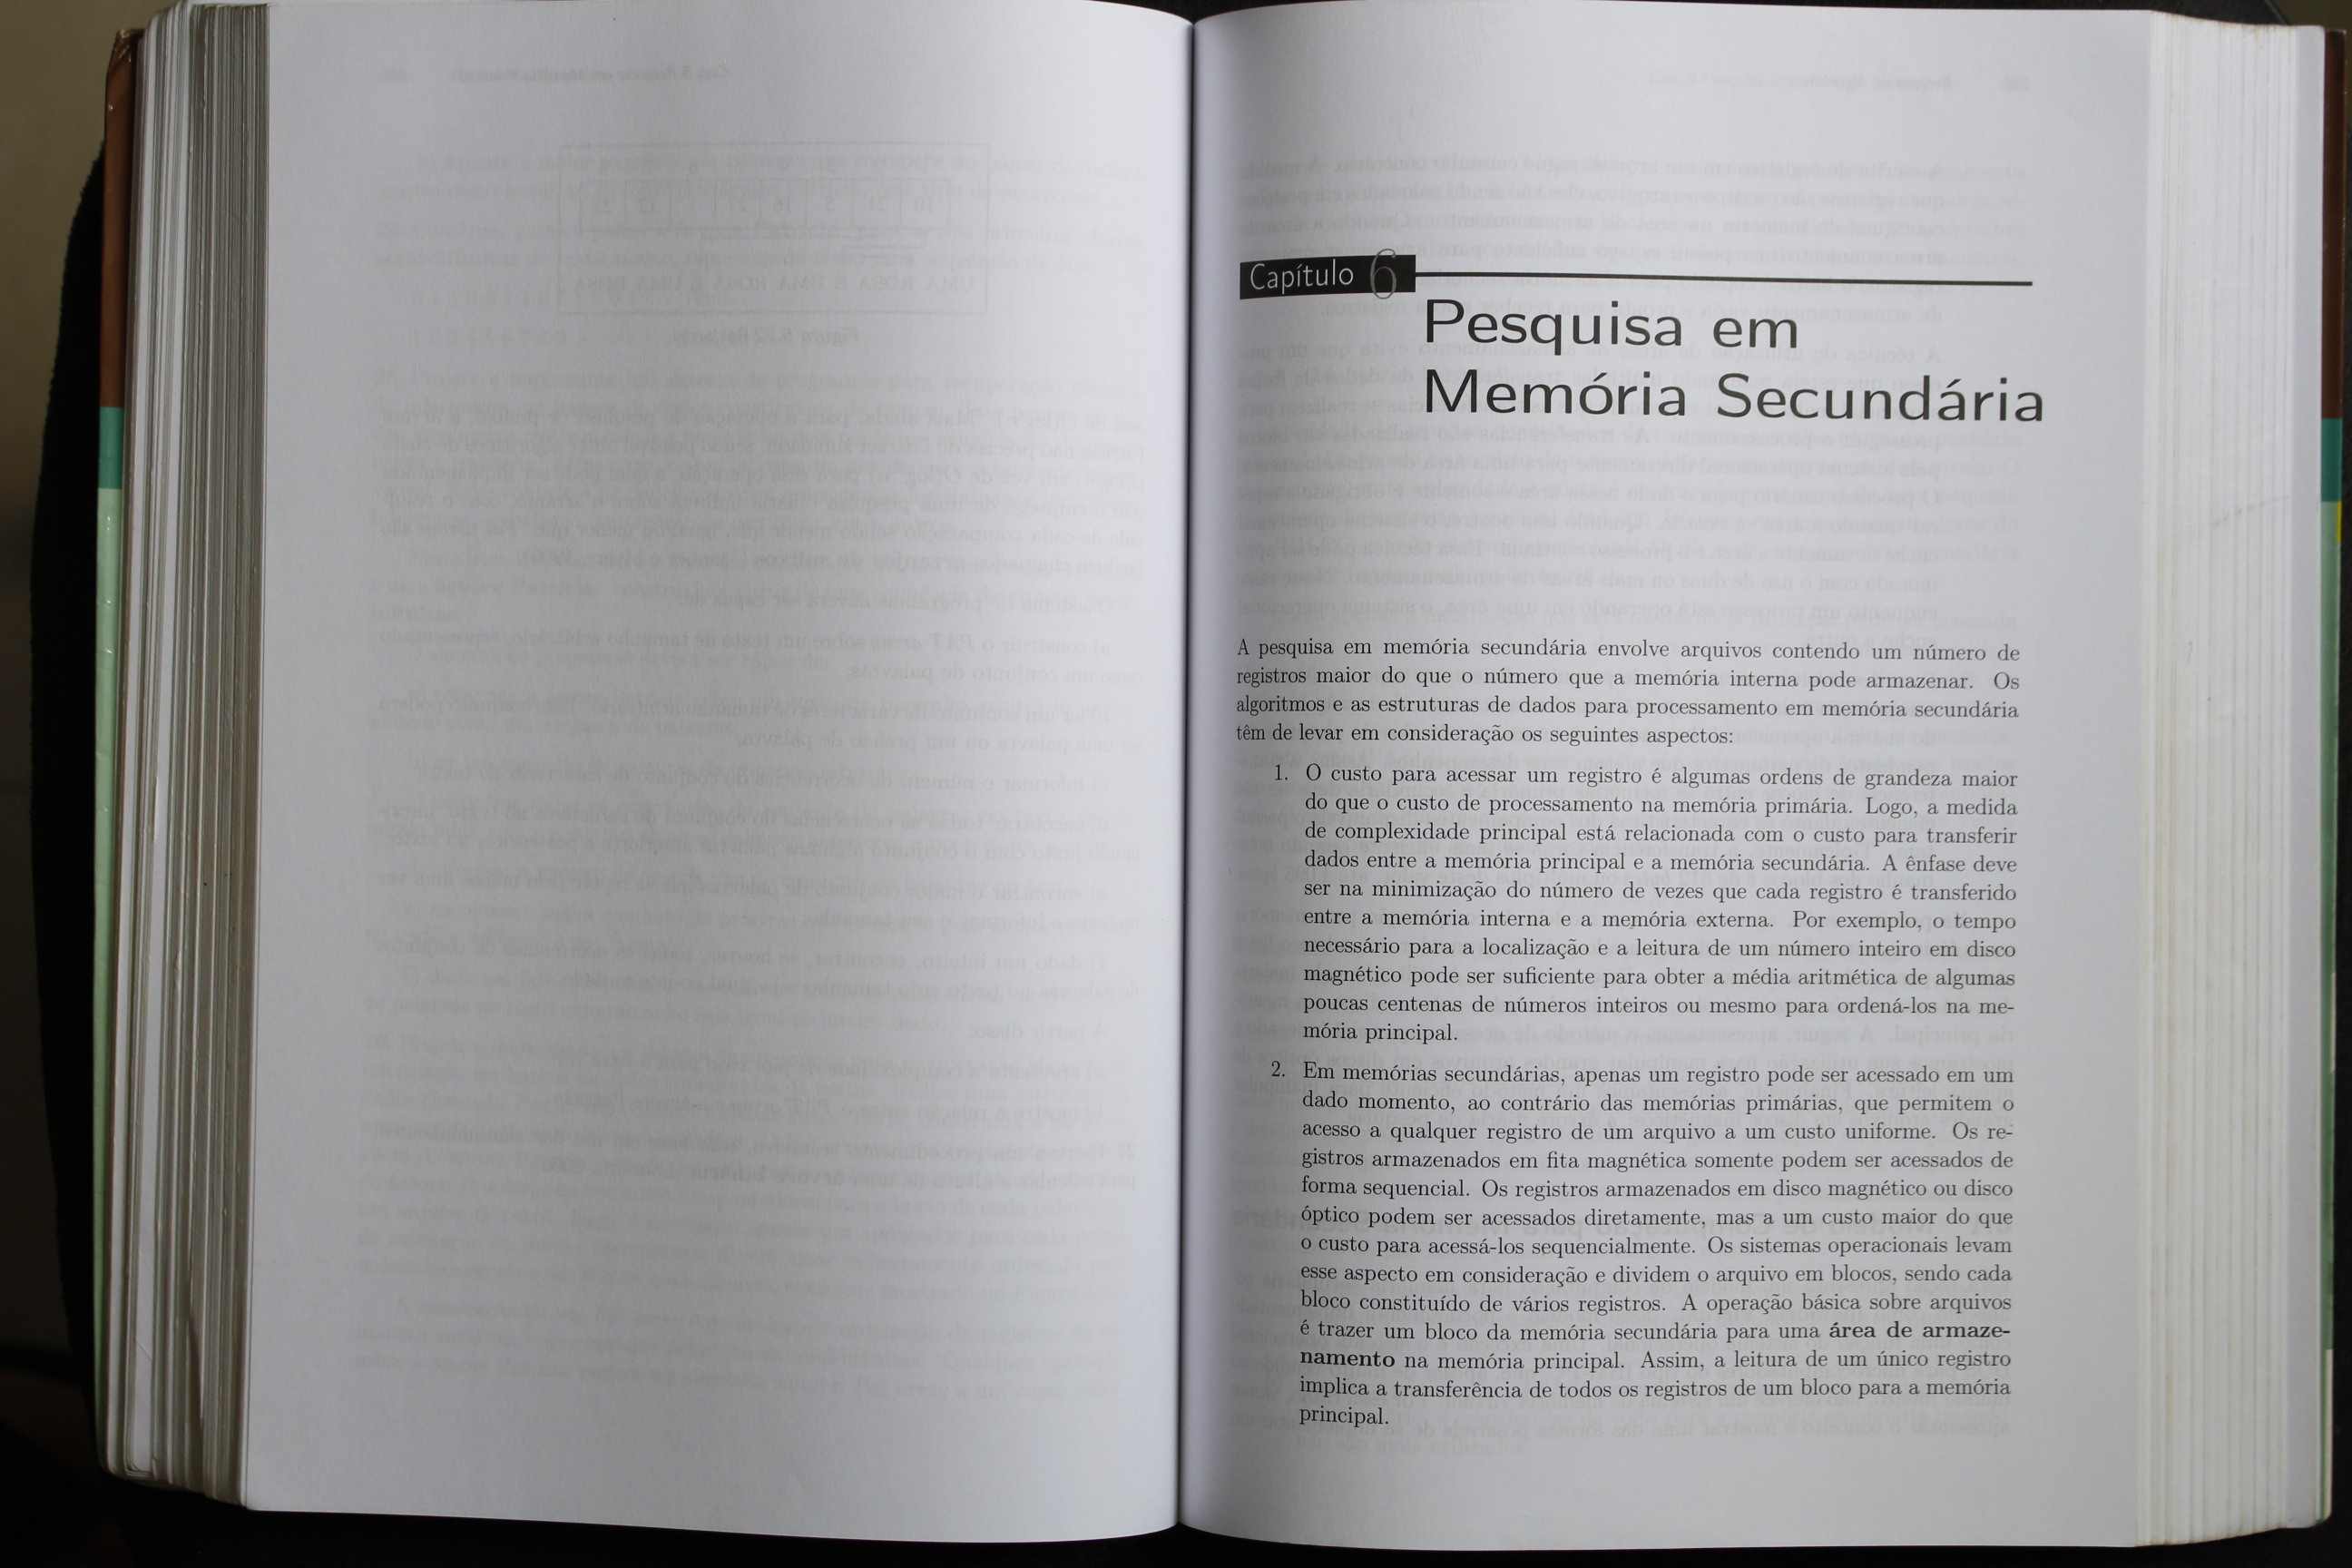 Capítulo 6
Pesquisa em
Memória Secundária
A pesquisa em memória secundária envolve arquivos contendo um número de
registros maior do que o número que a memória interna pode armazenar. Os
algoritmos e as estruturas de dados para processamento em memória secundária
têm de levar em consideração os seguintes aspectos:
1. O custo para acessar um registro é algumas ordens de grandeza maior
do que o custo de processamento na memória primária. Logo, a medida
de complexidade principal está relacionada com o custo para transferir
dados entre a memória principal e a memória secundária. A ênfase deve
ser na minimização do número de vezes que cada registro é transferido
entre a memória interna e a memória externa. Por exemplo, o tempo
necessário para a localização e a leitura de um número inteiro em disco
magnético pode ser suficiente para obter a média aritmética de algumas
poucas centenas de números inteiros ou mesmo para ordená-los na me-
mória principal.
2. Em memórias secundárias, apenas um registro pode ser acessado em um
dado momento, ao contrário das memórias primárias, que permitem o
acesso a qualquer registro de um arquivo a um custo uniforme. Os re-
gistros armazenados em fita magnética somente podem ser acessados de
forma sequencial. Os registros armazenados em disco magnético ou disco
óptico podem ser acessados diretamente, mas a um custo maior do que
o custo para acessá-los sequencialmente. Os sistemas operacionais levam
esse aspecto em consideração e dividem o arquivo em blocos, sendo cada
bloco constituído de vários registros. A operação básica sobre arquivos
é trazer um bloco da memória secundária para uma área de armaze-
namento na memória principal. Assim, a leitura de um único registro
implica a transferência de todos os registros de um bloco para a memória
principal.